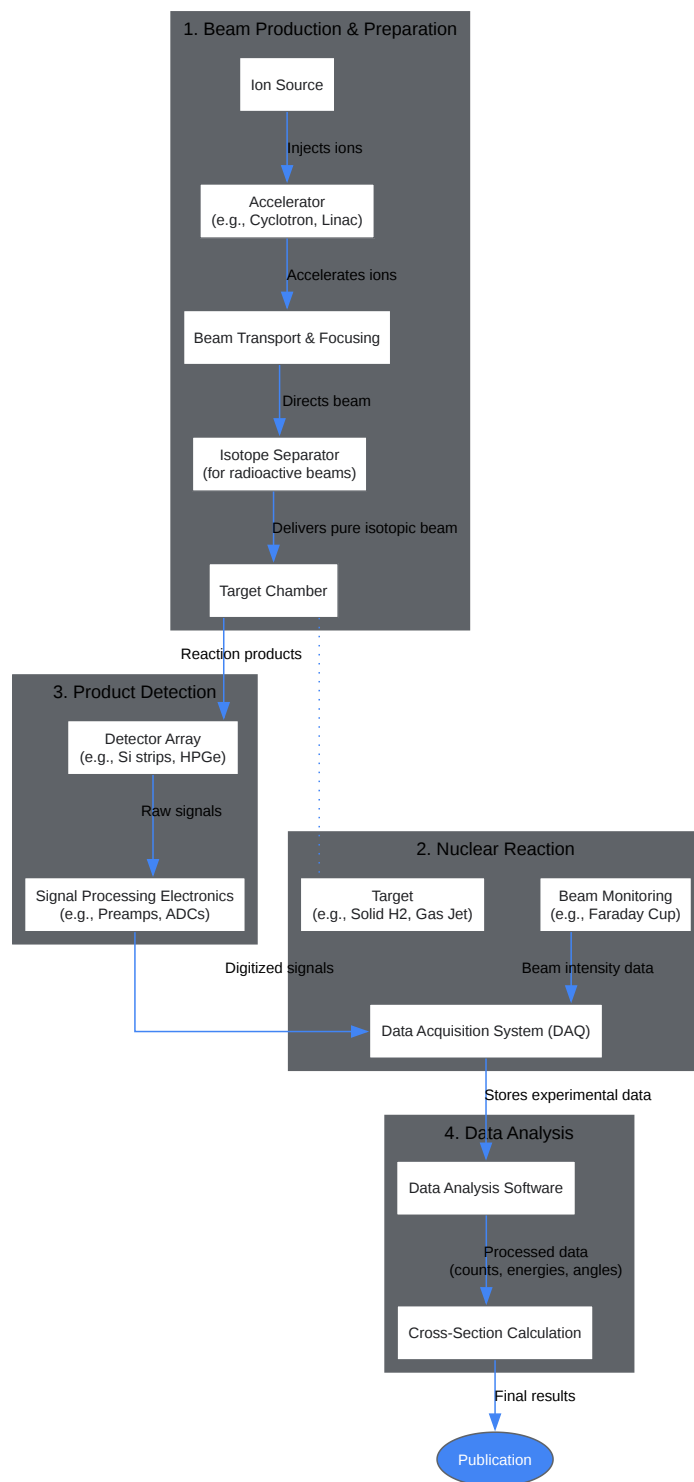 1. Beam Production & Preparation
Ion Source
Injects ions
Accelerator
(e.g., Cyclotron, Linac)
Accelerates ions
Beam Transport & Focusing
Directs beam
Isotope Separator
(for radioactive beams)
Delivers pure isotopic beam
Target Chamber
Reaction products
3. Product Detection
Detector Array
(e.g., Si strips, HPGe)
Raw signals
Signal Processing Electronics
(e.g., Preamps, ADCs)
Digitized signals
2. Nuclear Reaction
Target
(e.g., Solid H2, Gas Jet)
Beam Monitoring
(e.g., Faraday Cup)
Beam intensity data
Data Acquisition System (DAQ)
Stores experimental data
4. Data Analysis
Data Analysis Software
Processed data
(counts, energies, angles)
Cross-Section Calculation
Final results
Publication